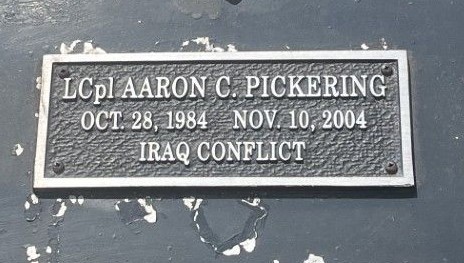 LCpl AARON C. PICKERING
OCT. 28, 1984 NOV. 10, 2004
IRAQ CONFLICT